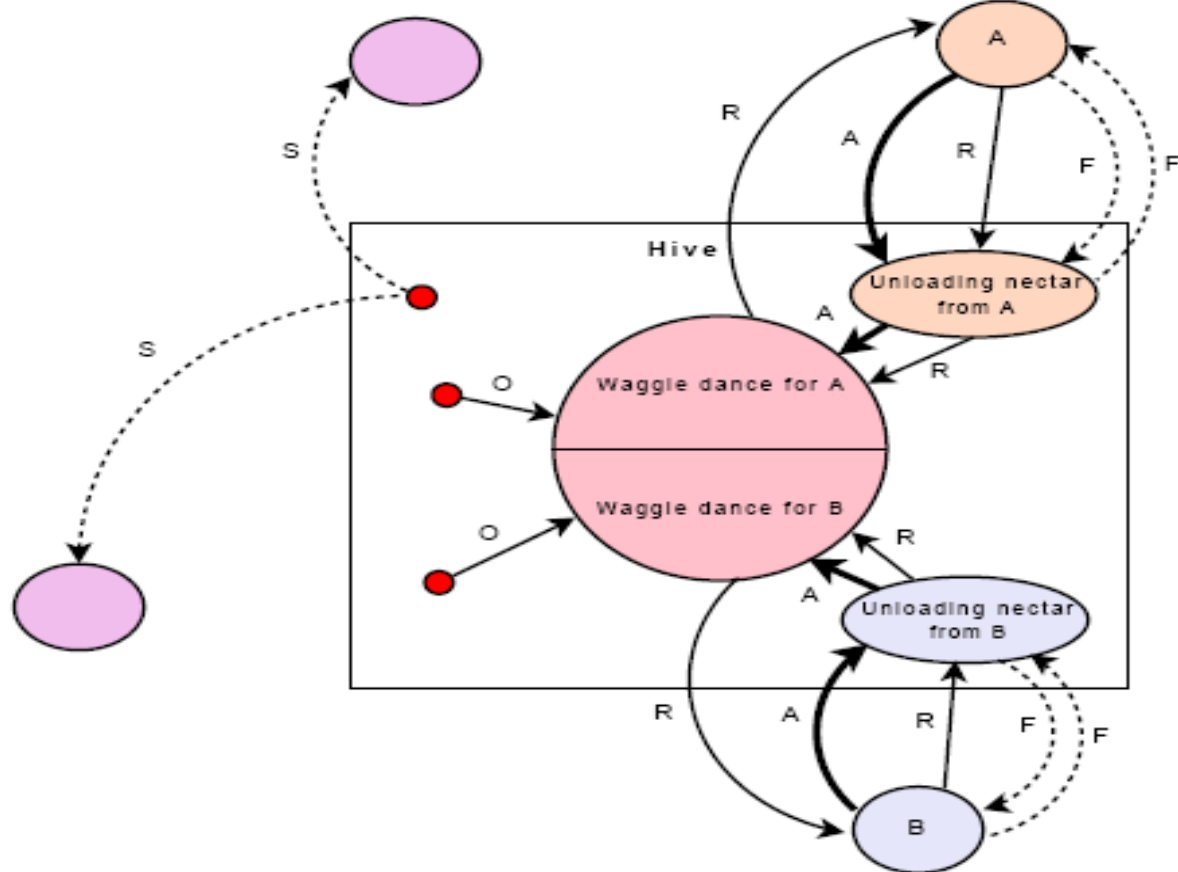 A
R
A
R
F
F
S
Hive
Unloading nectar
from A
A
S
R
O
Waggle dance for A
Waggle dance for B
O
R
A
Unloading nectar
from B
R
A
R
F
F
B